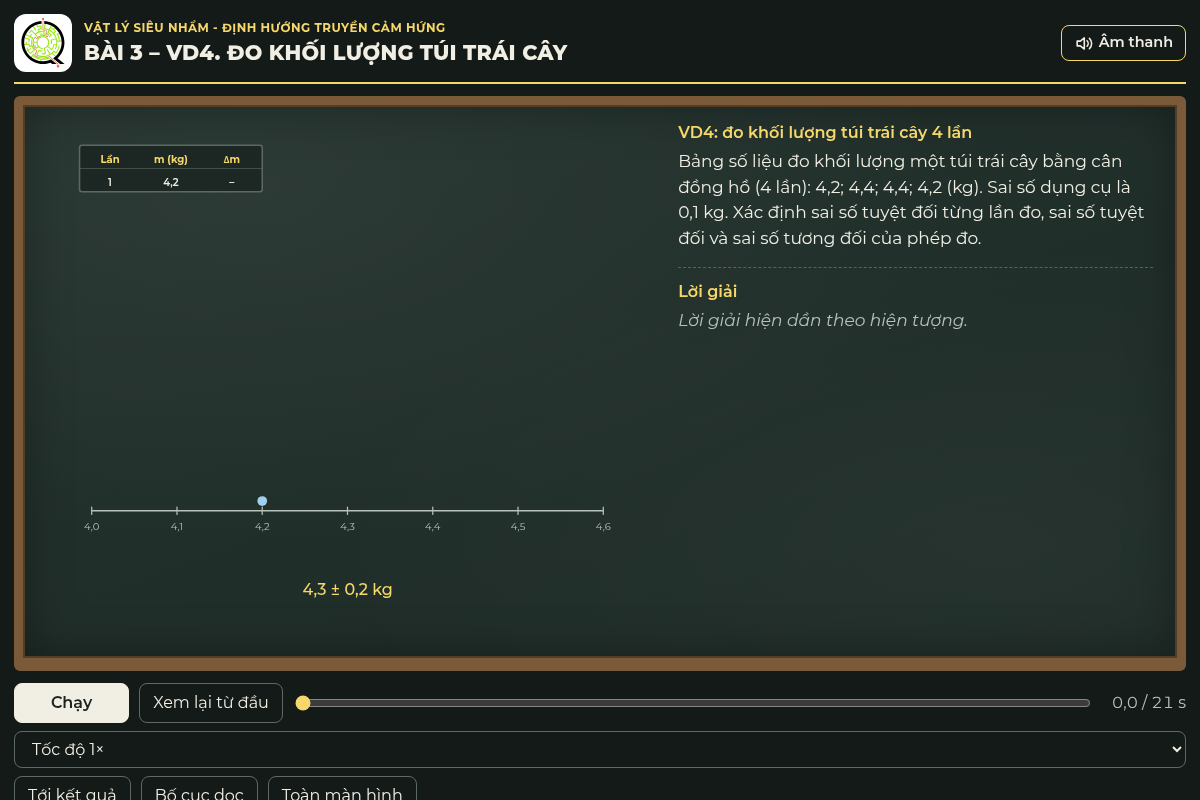 VẬT LÝ SIÊU NHẨM - ĐỊNH HƯỚNG TRUYỀN CẢM HỨNG
BÀI 3 – VD4. ĐO KHỐI LƯỢNG TÚI TRÁI CÂY
Âm thanh
Lần m (kg) Δm
1 4,2 –
4,0 4,1 4,2 4,3 4,4 4,5 4,6
4,3 ± 0,2 kg
VD4: đo khối lượng túi trái cây 4 lần
Bảng số liệu đo khối lượng một túi trái cây bằng cân
đồng hồ (4 lần): 4,2; 4,4; 4,4; 4,2 (kg). Sai số dụng cụ là
0,1 kg. Xác định sai số tuyệt đối từng lần đo, sai số tuyệt
đối và sai số tương đối của phép đo.
Lời giải
Lời giải hiện dần theo hiện tượng.
Chạy
Xem lại từ đầu
0,0 / 21 s
Tốc độ 1×
Tới kết quả
Bố cục dọc
Toàn màn hình